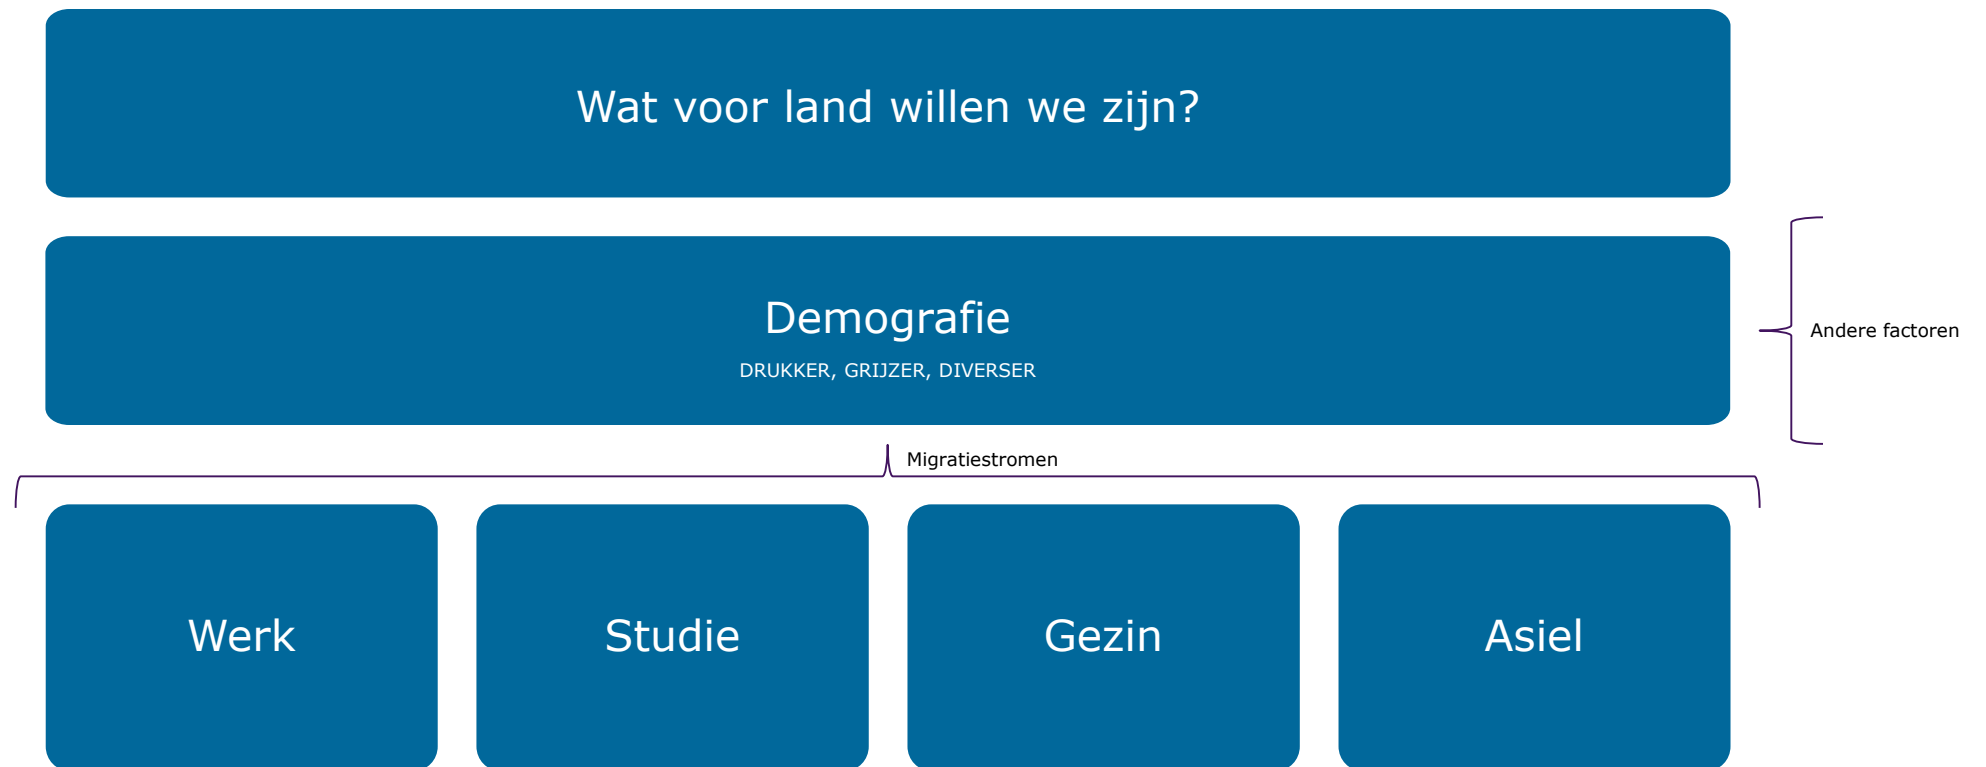 Wat voor land willen we zijn?
Demografie
DRUKKER, GRIJZER, DIVERSER
Andere factoren
Migratiestromen
Werk
Studie
Gezin
Asiel